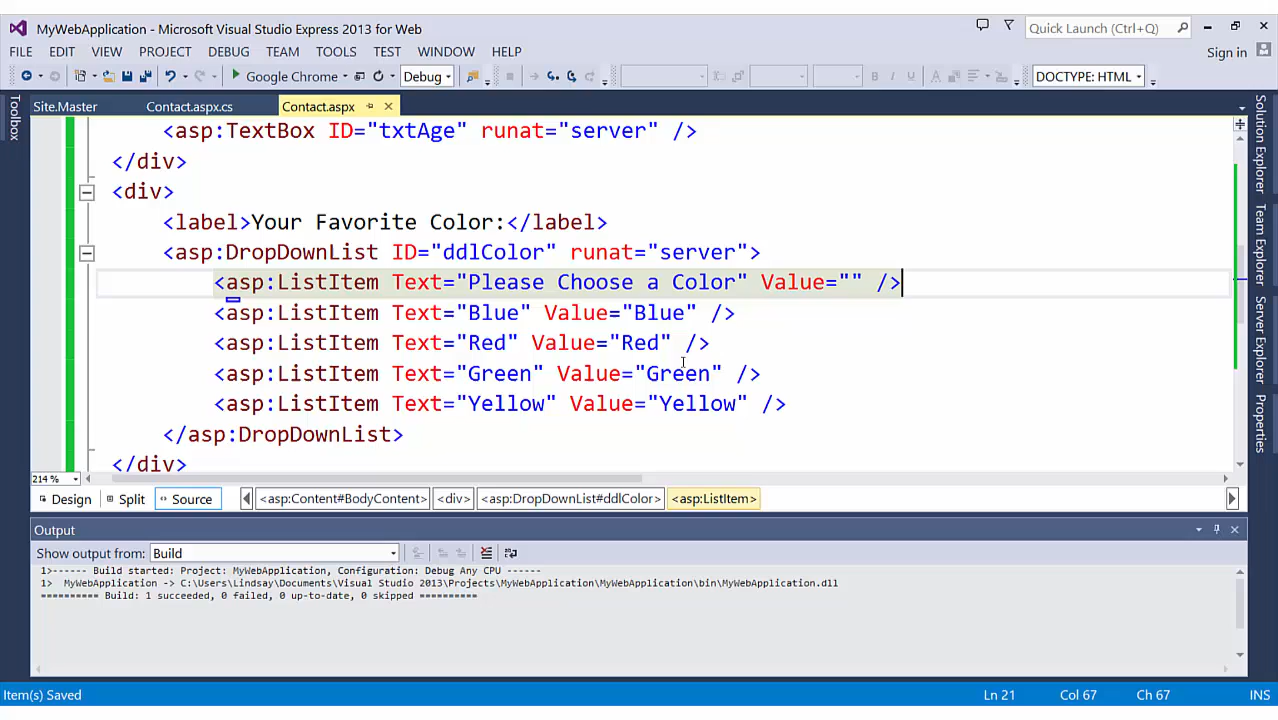 MyWebApplication - Microsoft Visual Studio Express 2013 for Web
Quick Launch (Ctrl+Q)
FILE EDIT VIEW PROJECT DEBUG TEAM TOOLS TEST WINDOW HELP
Sign in
Google Chrome Debug DOCTYPE: HTML
B I U A
Site.Master Contact.aspx.cs Contact.aspx
Toolbox
<asp:TextBox ID="txtAge" runat="server" />
</div>
<div>
<label>Your Favorite Color:</label>
<asp:DropDownList ID="ddlColor" runat="server">
<asp:ListItem Text="Please Choose a Color" Value="" />
<asp:ListItem Text="Blue" Value="Blue" />
<asp:ListItem Text="Red" Value="Red" />
<asp:ListItem Text="Green" Value="Green" />
<asp:ListItem Text="Yellow" Value="Yellow" />
</asp:DropDownList>
</div>
Solution Explorer
Team Explorer
Server Explorer
Properties
214 %
Design Split Source <asp:Content#BodyContent> <div> <asp:DropDownList#ddlColor> <asp:ListItem>
Output
Show output from: Build
1>------ Build started: Project: MyWebApplication, Configuration: Debug Any CPU ------
1> MyWebApplication -> C:\Users\Lindsay\Documents\Visual Studio 2013\Projects\MyWebApplication\MyWebApplication\bin\MyWebApplication.dll
========== Build: 1 succeeded, 0 failed, 0 up-to-date, 0 skipped ==========
Item(s) Saved Ln 21 Col 67 Ch 67 INS